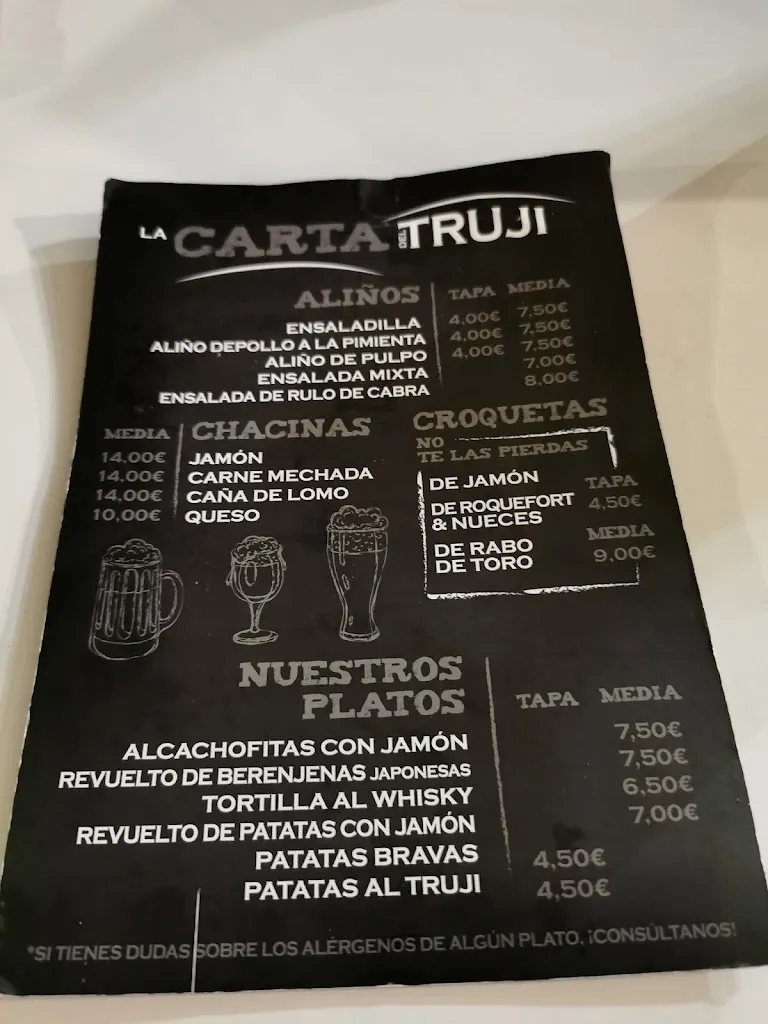 LA CARTA DEL TRUJI
ALIÑOS TAPA MEDIA
ENSALADILLA 4,00€ 7,50€
ALIÑO DEPOLLO A LA PIMIENTA 4,00€ 7,50€
ALIÑO DE PULPO 4,00€ 7,50€
ENSALADA MIXTA 7,00€
ENSALADA DE RULO DE CABRA 8,00€
MEDIA CHACINAS
14,00€ JAMÓN
14,00€ CARNE MECHADA
14,00€ CAÑA DE LOMO
10,00€ QUESO
CROQUETAS
NO
TE LAS PIERDAS
DE JAMÓN TAPA
DE ROQUEFORT 4,50€
& NUECES
MEDIA
DE RABO 9,00€
DE TORO
NUESTROS
PLATOS TAPA MEDIA
ALCACHOFITAS CON JAMÓN 7,50€
REVUELTO DE BERENJENAS JAPONESAS 7,50€
TORTILLA AL WHISKY 6,50€
REVUELTO DE PATATAS CON JAMÓN 7,00€
PATATAS BRAVAS 4,50€
PATATAS AL TRUJI 4,50€
*SI TIENES DUDAS SOBRE LOS ALÉRGENOS DE ALGÚN PLATO, ¡CONSÚLTANOS!